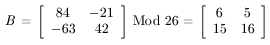 B = [ 84 −21 −63 42 ] Mod 26 = [ 6 5 15 16 ]